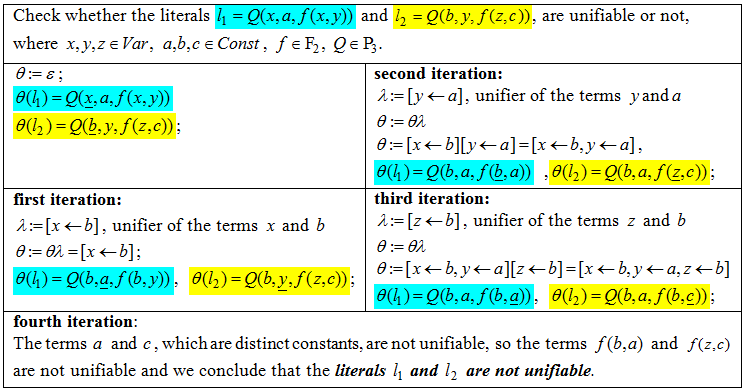 Check whether the literals l₁ = Q(x,a,f(x,y)) and l₂ = Q(b,y,f(z,c)), are unifiable or not,
where x,y,z ∈ Var, a,b,c ∈ Const, f ∈ F₂, Q ∈ P₃.
θ := ε;
θ(l₁) = Q(x,a,f(x,y))
θ(l₂) = Q(b,y,f(z,c));
first iteration:
λ := [x ← b], unifier of the terms x and b
θ := θλ = [x ← b];
θ(l₁) = Q(b,a,f(b,y)), θ(l₂) = Q(b,y,f(z,c));
second iteration:
λ := [y ← a], unifier of the terms y and a
θ := θλ
θ := [x ← b][y ← a] = [x ← b, y ← a],
θ(l₁) = Q(b,a,f(b,a)) ,θ(l₂) = Q(b,a,f(z,c));
third iteration:
λ := [z ← b], unifier of the terms z and b
θ := θλ
θ := [x ← b, y ← a][z ← b] = [x ← b, y ← a, z ← b]
θ(l₁) = Q(b,a,f(b,a)), θ(l₂) = Q(b,a,f(b,c));
fourth iteration:
The terms a and c, which are distinct constants, are not unifiable, so the terms f(b,a) and f(z,c)
are not unifiable and we conclude that the literals l₁ and l₂ are not unifiable.